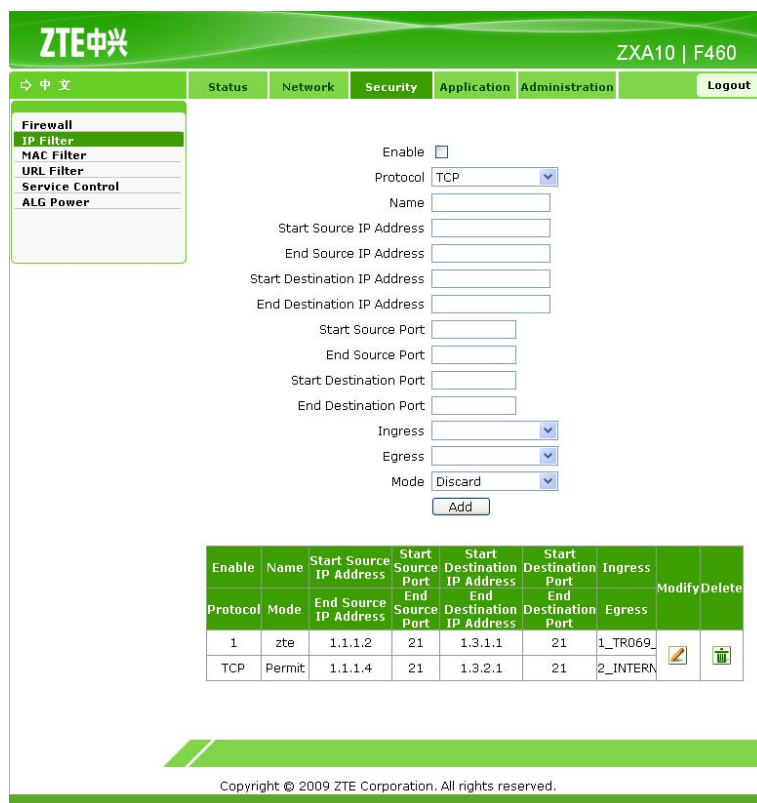 ZTE中兴
ZXA10 | F460
中 文
Status Network Security Application Administration Logout
Firewall
IP Filter
MAC Filter
URL Filter
Service Control
ALG Power
Enable
Protocol TCP
Name
Start Source IP Address
End Source IP Address
Start Destination IP Address
End Destination IP Address
Start Source Port
End Source Port
Start Destination Port
End Destination Port
Ingress
Egress
Mode Discard
Add
Enable Name Start Source IP Address Start Source Port Start Destination IP Address Start Destination Port Ingress Modify Delete
Protocol Mode End Source IP Address End Source Port End Destination IP Address End Destination Port Egress
1 zte 1.1.1.2 21 1.3.1.1 21 1_TR069_
TCP Permit 1.1.1.4 21 1.3.2.1 21 2_INTERN
Copyright © 2009 ZTE Corporation. All rights reserved.